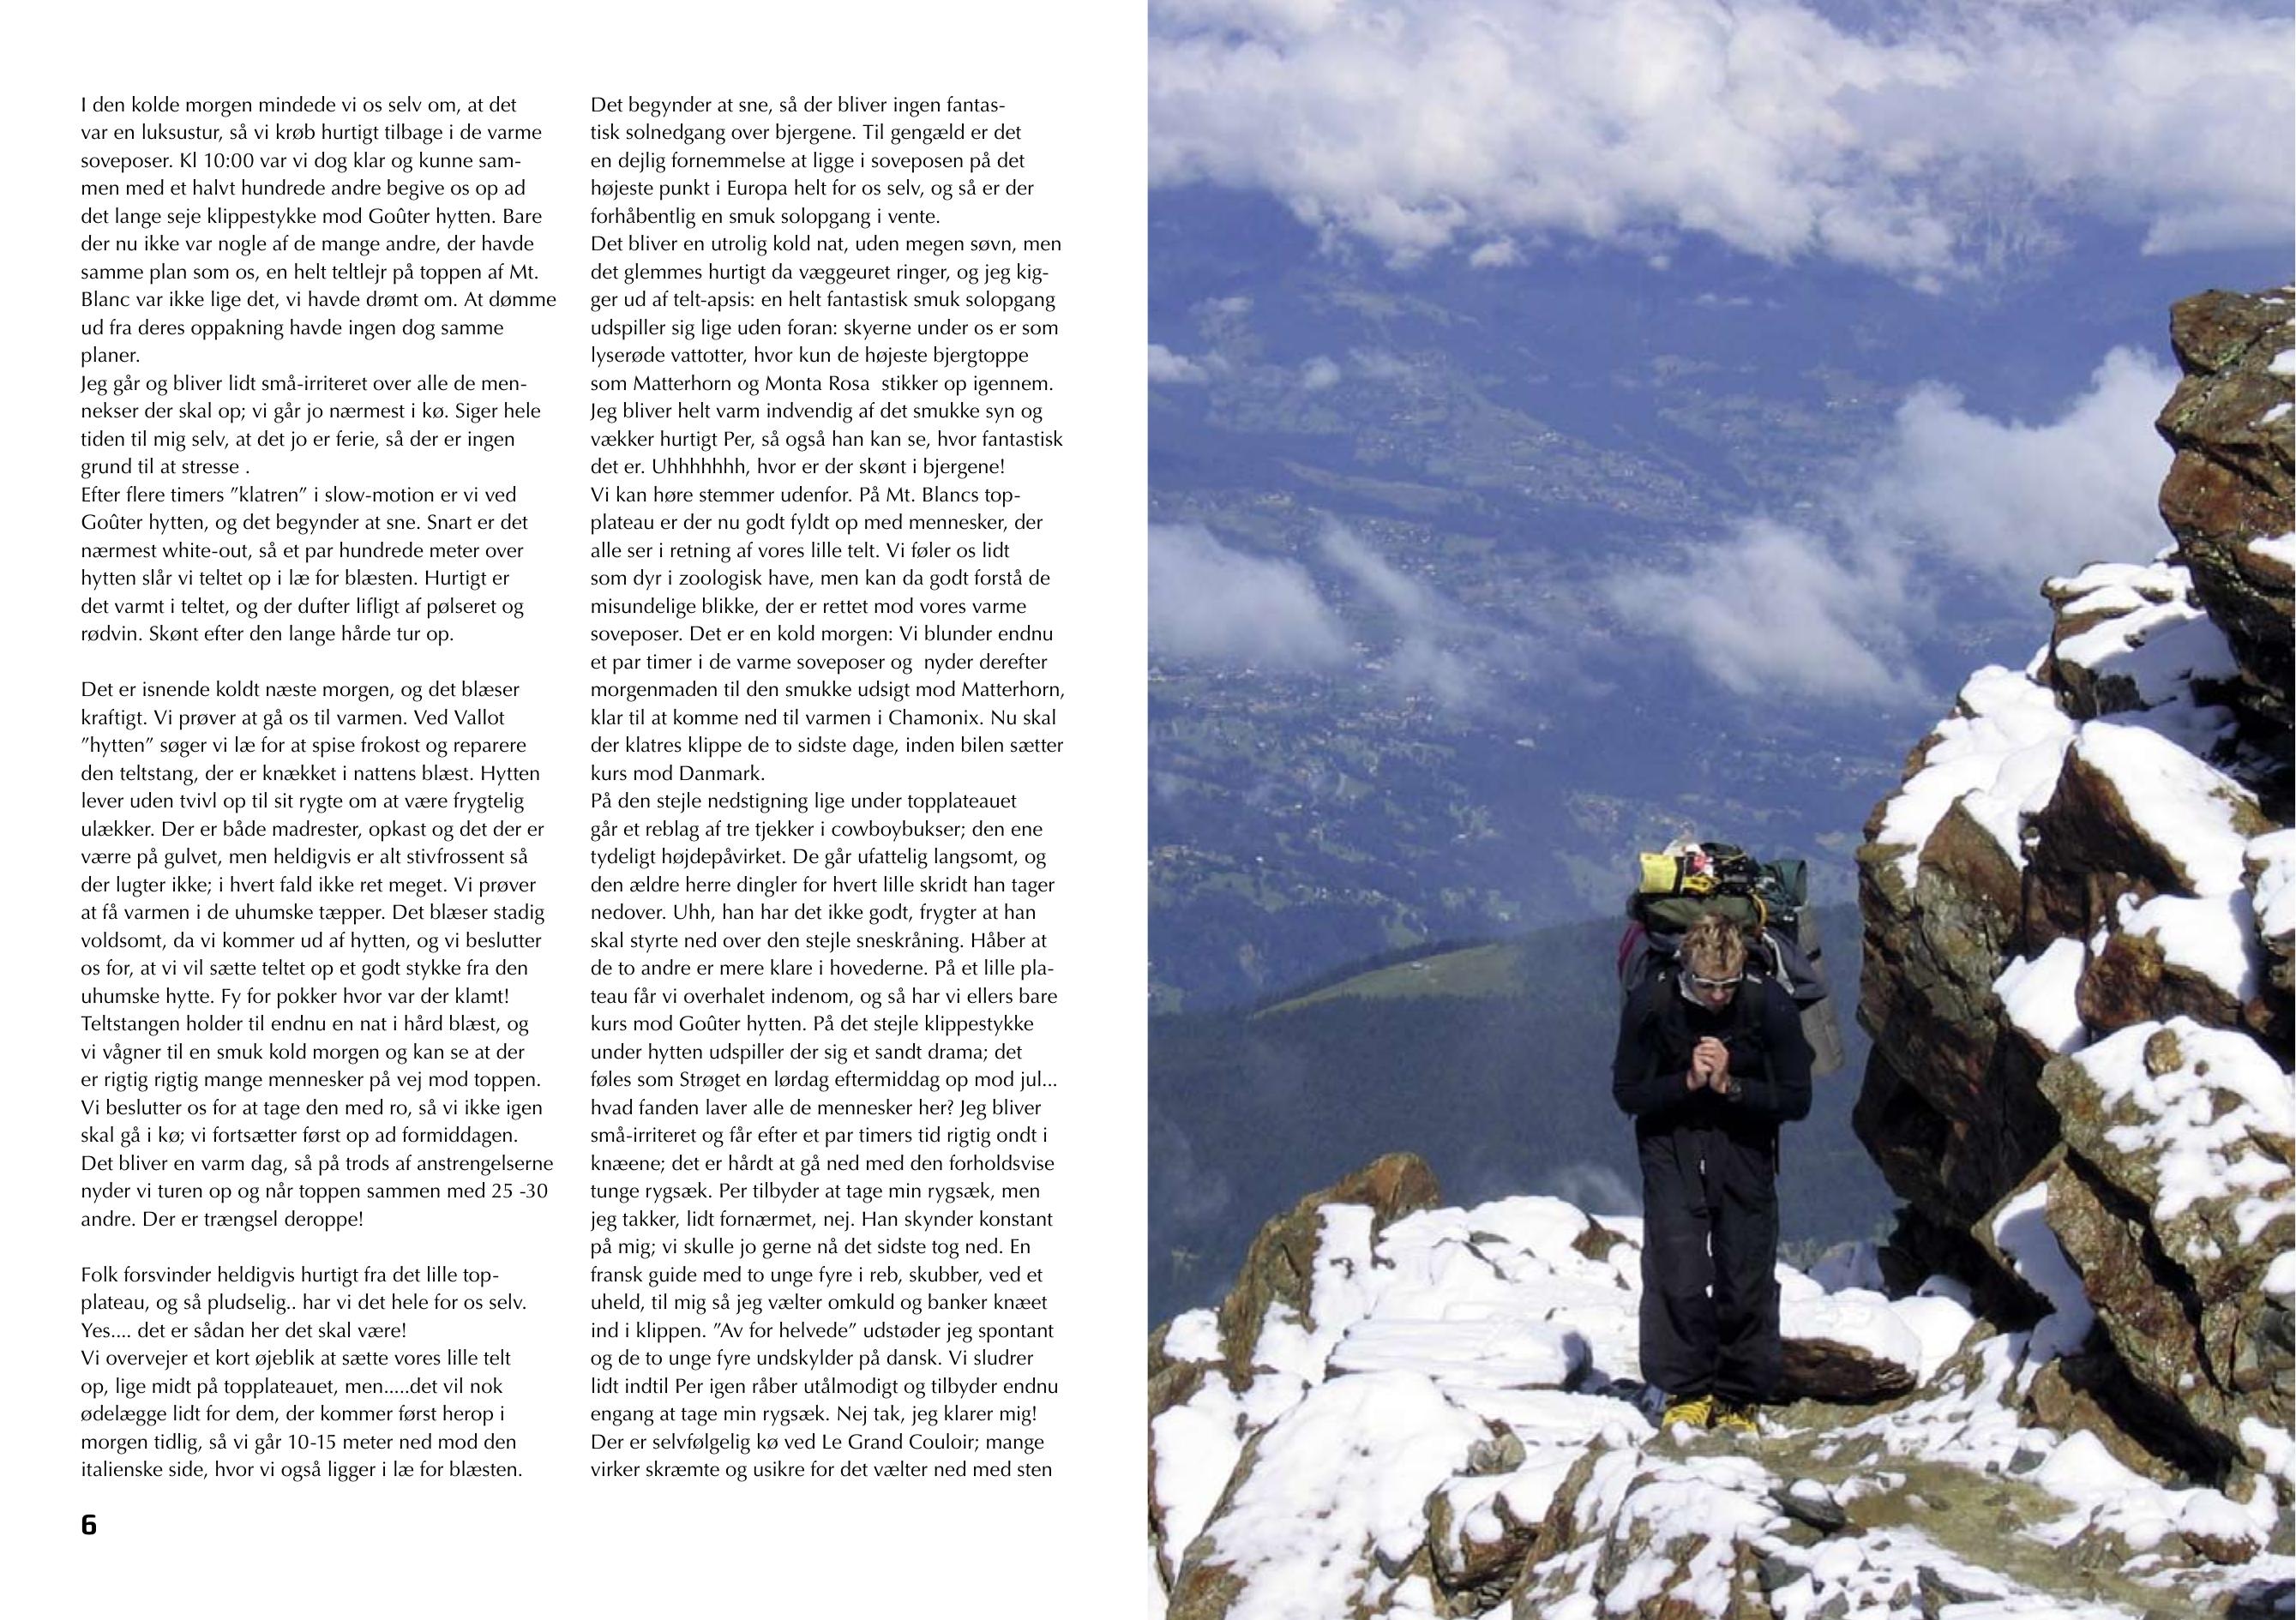 I den kolde morgen mindede vi os selv om, at det
var en luksustur, så vi krøb hurtigt tilbage i de varme
soveposer. Kl 10:00 var vi dog klar og kunne sam-
men med et halvt hundrede andre begive os op ad
det lange seje klippestykke mod Goûter hytten. Bare
der nu ikke var nogle af de mange andre, der havde
samme plan som os, en helt teltlejr på toppen af Mt.
Blanc var ikke lige det, vi havde drømt om. At dømme
ud fra deres oppakning havde ingen dog samme
planer.
Jeg går og bliver lidt små-irriteret over alle de men-
nekser der skal op; vi går jo nærmest i kø. Siger hele
tiden til mig selv, at det jo er ferie, så der er ingen
grund til at stresse .
Efter flere timers ”klatren” i slow-motion er vi ved
Goûter hytten, og det begynder at sne. Snart er det
nærmest white-out, så et par hundrede meter over
hytten slår vi teltet op i læ for blæsten. Hurtigt er
det varmt i teltet, og der dufter lifligt af pølseret og
rødvin. Skønt efter den lange hårde tur op.

Det er isnende koldt næste morgen, og det blæser
kraftigt. Vi prøver at gå os til varmen. Ved Vallot
”hytten” søger vi læ for at spise frokost og reparere
den teltstang, der er knækket i nattens blæst. Hytten
lever uden tvivl op til sit rygte om at være frygtelig
ulækker. Der er både madrester, opkast og det der er
værre på gulvet, men heldigvis er alt stivfrossent så
der lugter ikke; i hvert fald ikke ret meget. Vi prøver
at få varmen i de uhumske tæpper. Det blæser stadig
voldsomt, da vi kommer ud af hytten, og vi beslutter
os for, at vi vil sætte teltet op et godt stykke fra den
uhumske hytte. Fy for pokker hvor var der klamt!
Teltstangen holder til endnu en nat i hård blæst, og
vi vågner til en smuk kold morgen og kan se at der
er rigtig rigtig mange mennesker på vej mod toppen.
Vi beslutter os for at tage den med ro, så vi ikke igen
skal gå i kø; vi fortsætter først op ad formiddagen.
Det bliver en varm dag, så på trods af anstrengelserne
nyder vi turen op og når toppen sammen med 25 -30
andre. Der er trængsel deroppe!

Folk forsvinder heldigvis hurtigt fra det lille top-
plateau, og så pludselig.. har vi det hele for os selv.
Yes.... det er sådan her det skal være!
Vi overvejer et kort øjeblik at sætte vores lille telt
op, lige midt på topplateauet, men.....det vil nok
ødelægge lidt for dem, der kommer først herop i
morgen tidlig, så vi går 10-15 meter ned mod den
italienske side, hvor vi også ligger i læ for blæsten.
Det begynder at sne, så der bliver ingen fantas-
tisk solnedgang over bjergene. Til gengæld er det
en dejlig fornemmelse at ligge i soveposen på det
højeste punkt i Europa helt for os selv, og så er der
forhåbentlig en smuk solopgang i vente.
Det bliver en utrolig kold nat, uden megen søvn, men
det glemmes hurtigt da væggeuret ringer, og jeg kig-
ger ud af telt-apsis: en helt fantastisk smuk solopgang
udspiller sig lige uden foran: skyerne under os er som
lyserøde vattotter, hvor kun de højeste bjergtoppe
som Matterhorn og Monta Rosa  stikker op igennem.
Jeg bliver helt varm indvendig af det smukke syn og
vækker hurtigt Per, så også han kan se, hvor fantastisk
det er. Uhhhhhhh, hvor er der skønt i bjergene!
Vi kan høre stemmer udenfor. På Mt. Blancs top-
plateau er der nu godt fyldt op med mennesker, der
alle ser i retning af vores lille telt. Vi føler os lidt
som dyr i zoologisk have, men kan da godt forstå de
misundelige blikke, der er rettet mod vores varme
soveposer. Det er en kold morgen: Vi blunder endnu
et par timer i de varme soveposer og  nyder derefter
morgenmaden til den smukke udsigt mod Matterhorn,
klar til at komme ned til varmen i Chamonix. Nu skal
der klatres klippe de to sidste dage, inden bilen sætter
kurs mod Danmark.
På den stejle nedstigning lige under topplateauet
går et reblag af tre tjekker i cowboybukser; den ene
tydeligt højdepåvirket. De går ufattelig langsomt, og
den ældre herre dingler for hvert lille skridt han tager
nedover. Uhh, han har det ikke godt, frygter at han
skal styrte ned over den stejle sneskråning. Håber at
de to andre er mere klare i hovederne. På et lille pla-
teau får vi overhalet indenom, og så har vi ellers bare
kurs mod Goûter hytten. På det stejle klippestykke
under hytten udspiller der sig et sandt drama; det
føles som Strøget en lørdag eftermiddag op mod jul...
hvad fanden laver alle de mennesker her? Jeg bliver
små-irriteret og får efter et par timers tid rigtig ondt i
knæene; det er hårdt at gå ned med den forholdsvise
tunge rygsæk. Per tilbyder at tage min rygsæk, men
jeg takker, lidt fornærmet, nej. Han skynder konstant
på mig; vi skulle jo gerne nå det sidste tog ned. En
fransk guide med to unge fyre i reb, skubber, ved et
uheld, til mig så jeg vælter omkuld og banker knæet
ind i klippen. ”Av for helvede” udstøder jeg spontant
og de to unge fyre undskylder på dansk. Vi sludrer
lidt indtil Per igen råber utålmodigt og tilbyder endnu
engang at tage min rygsæk. Nej tak, jeg klarer mig!
Der er selvfølgelig kø ved Le Grand Couloir; mange
virker skræmte og usikre for det vælter ned med sten
6